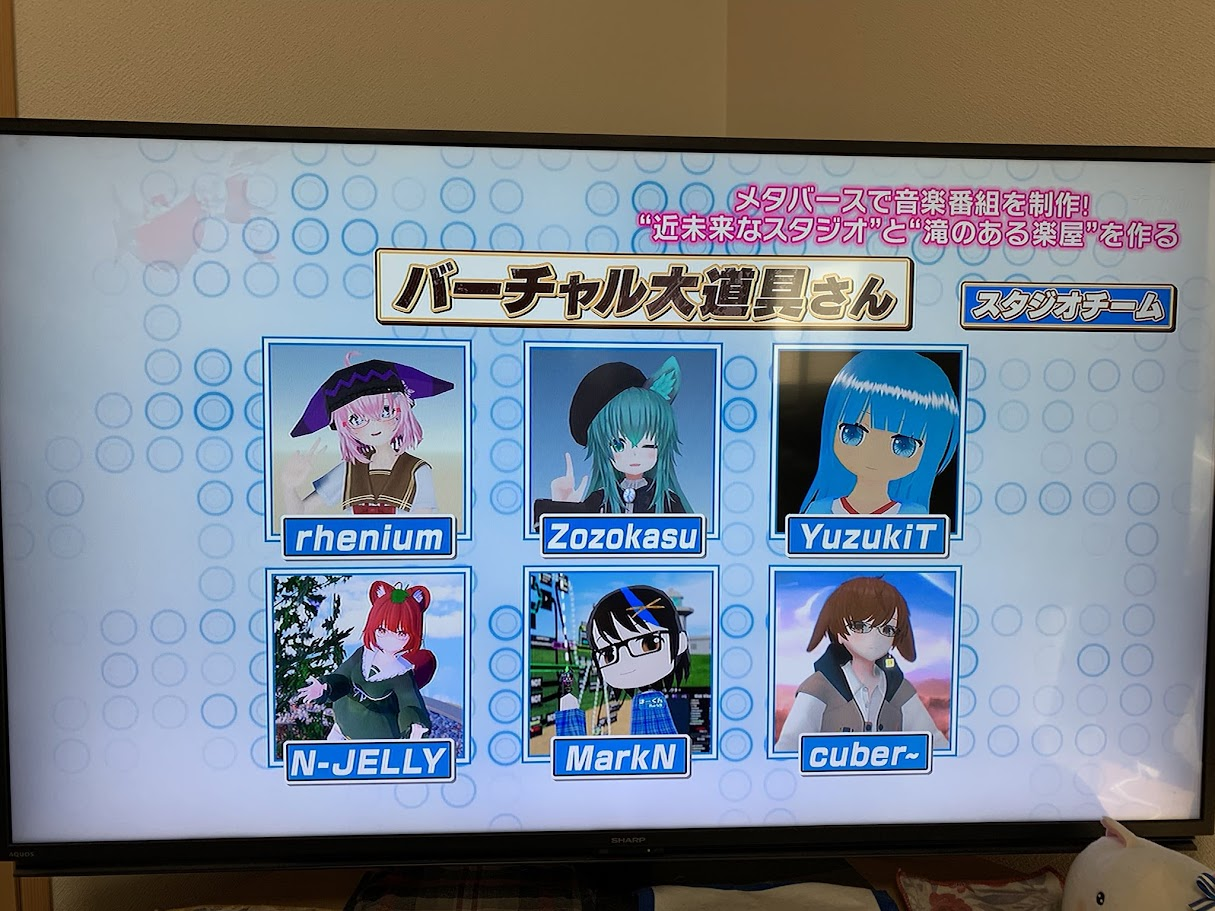 メタバースで音楽番組を制作!
“近未来なスタジオ”と“滝のある楽屋”を作る
バーチャル大道具さん
スタジオチーム
rhenium
Zozokasu
YuzukiT
N-JELLY
MarkN
cuber~
SHARP
AQUOS